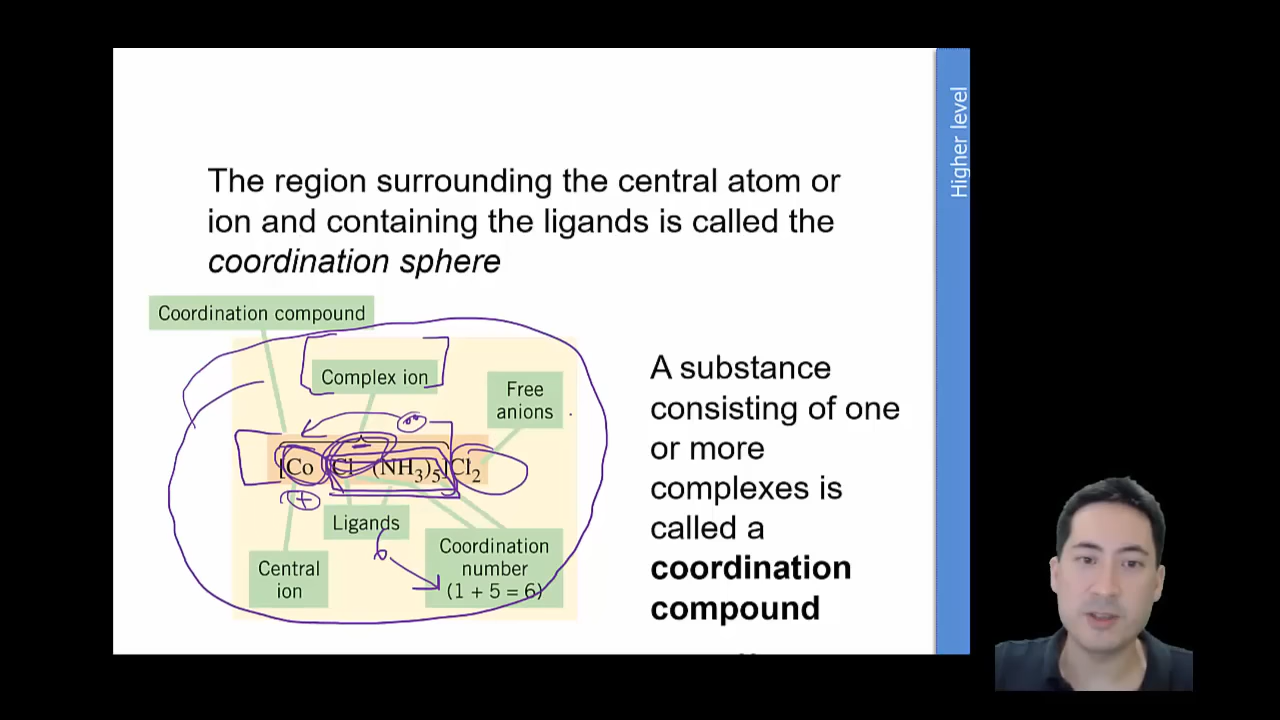 Higher level
The region surrounding the central atom or
ion and containing the ligands is called the
coordination sphere
Coordination compound
Complex ion
Free
anions
[Co Cl (NH3)5]Cl2
+
Ligands
6
Central
ion
Coordination
number
(1 + 5 = 6)
A substance
consisting of one
or more
complexes is
called a
coordination
compound